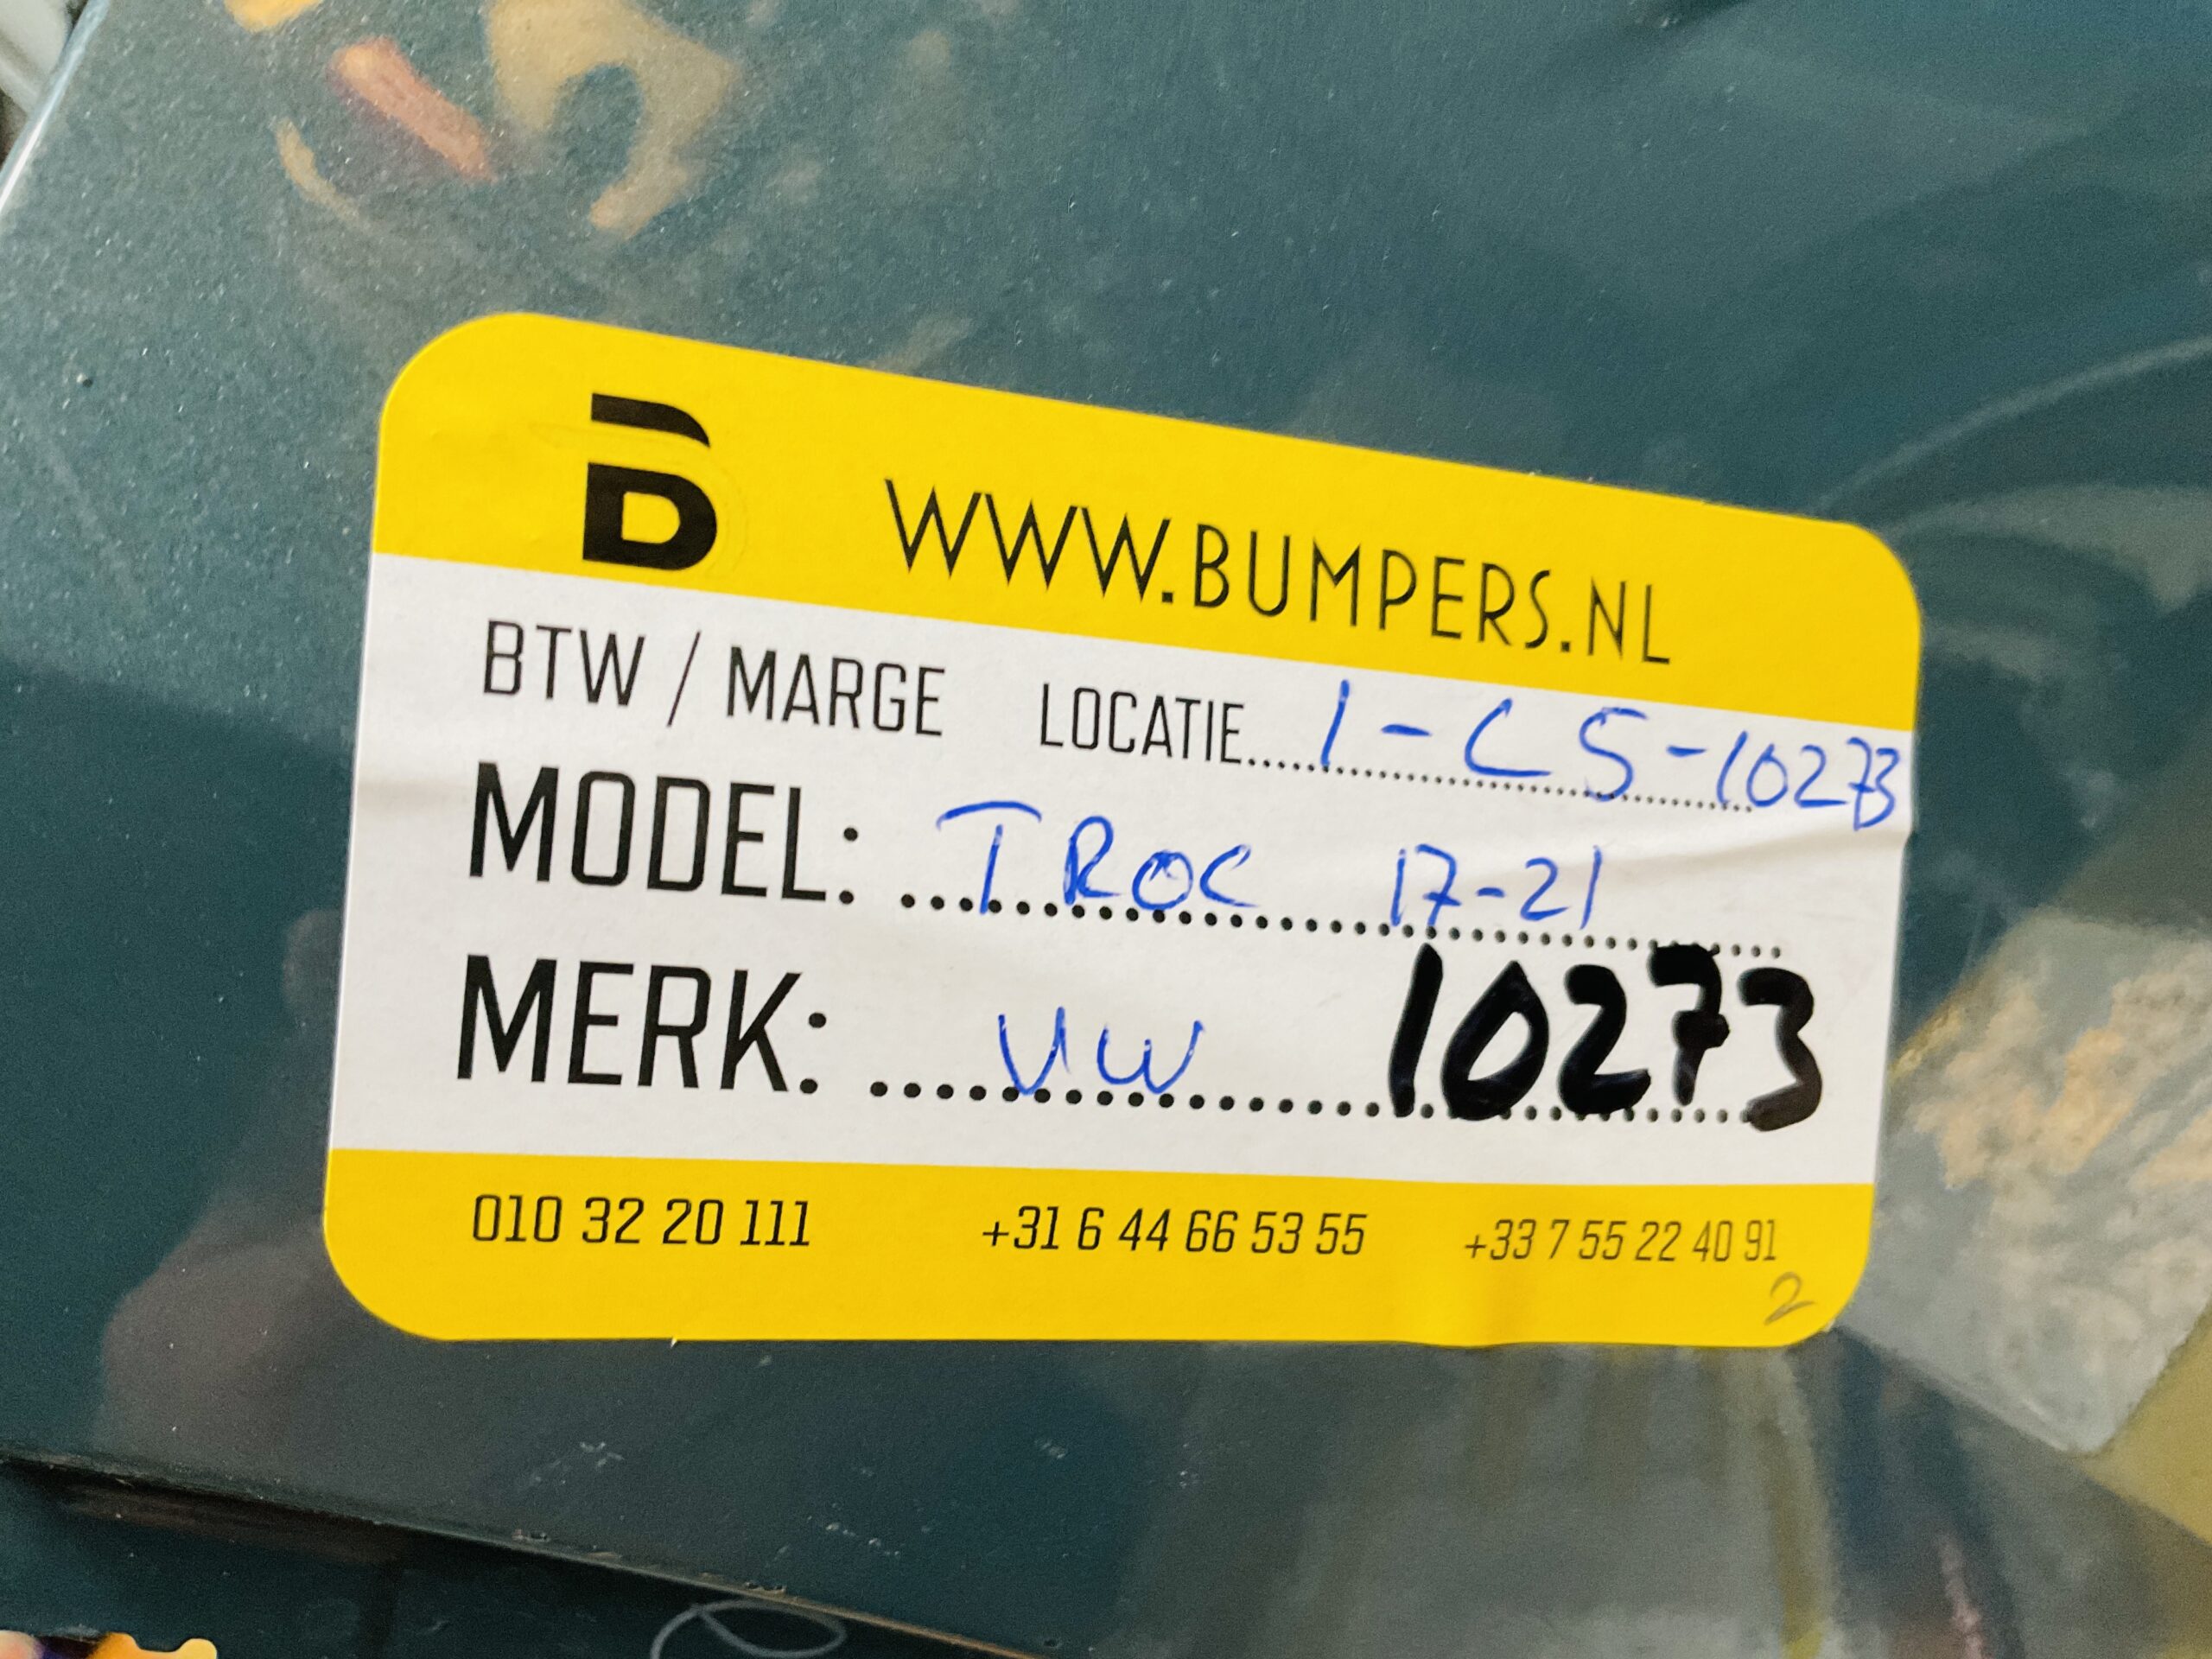 B WWW.BUMPERS.NL
BTW / MARGE LOCATIE.... 1-C5-10273
MODEL: TROC 17-21
MERK: VW 10273
010 32 20 111 +31 6 44 66 53 55 +33 7 55 22 40 91
2